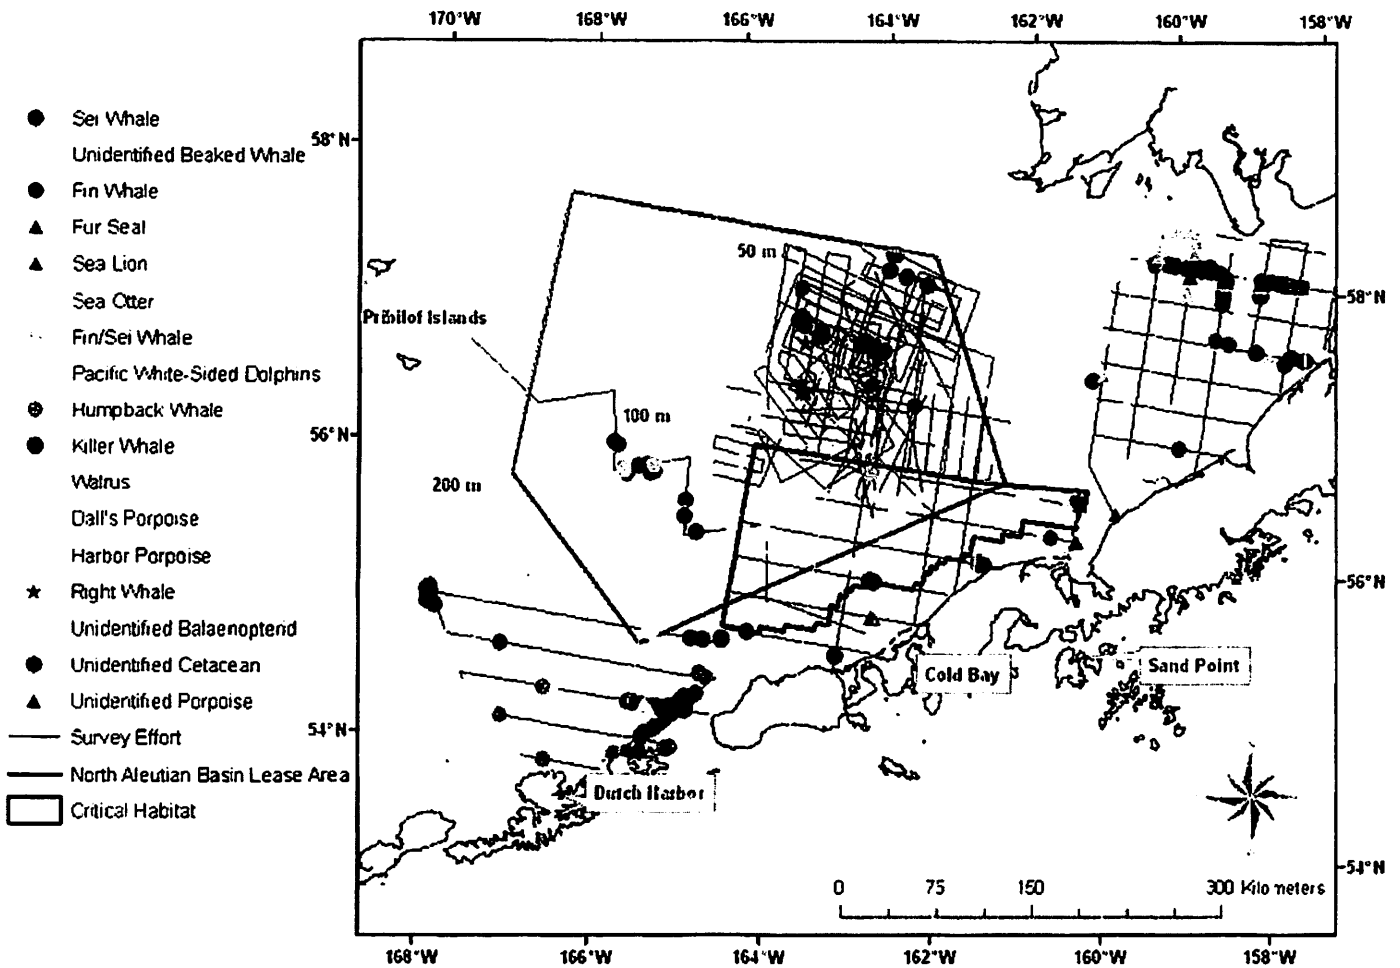 170°W 168°W 166°W 164°W 162°W 160°W 158°W
Sei Whale
Unidentified Beaked Whale
Fin Whale
Fur Seal
Sea Lion
Sea Otter
Fin/Sei Whale
Pacific White-Sided Dolphins
Humpback Whale
Killer Whale
Walrus
Dall's Porpoise
Harbor Porpoise
Right Whale
Unidentified Balaenopterid
Unidentified Cetacean
Unidentified Porpoise
Survey Effort
North Aleutian Basin Lease Area
Critical Habitat
58°N
56°N
54°N
50 m
Pribilof Islands
100 m
200 m
Cold Bay
Sand Point
Dutch Harbor
58°N
56°N
54°N
0 75 150 300 Kilometers
168°W 166°W 164°W 162°W 160°W 158°W